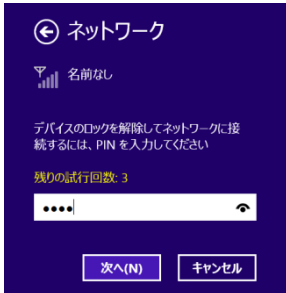 ネットワーク
名前なし
デバイスのロックを解除してネットワークに接
続するには、PIN を入力してください
残りの試行回数: 3
••••
次へ(N) キャンセル